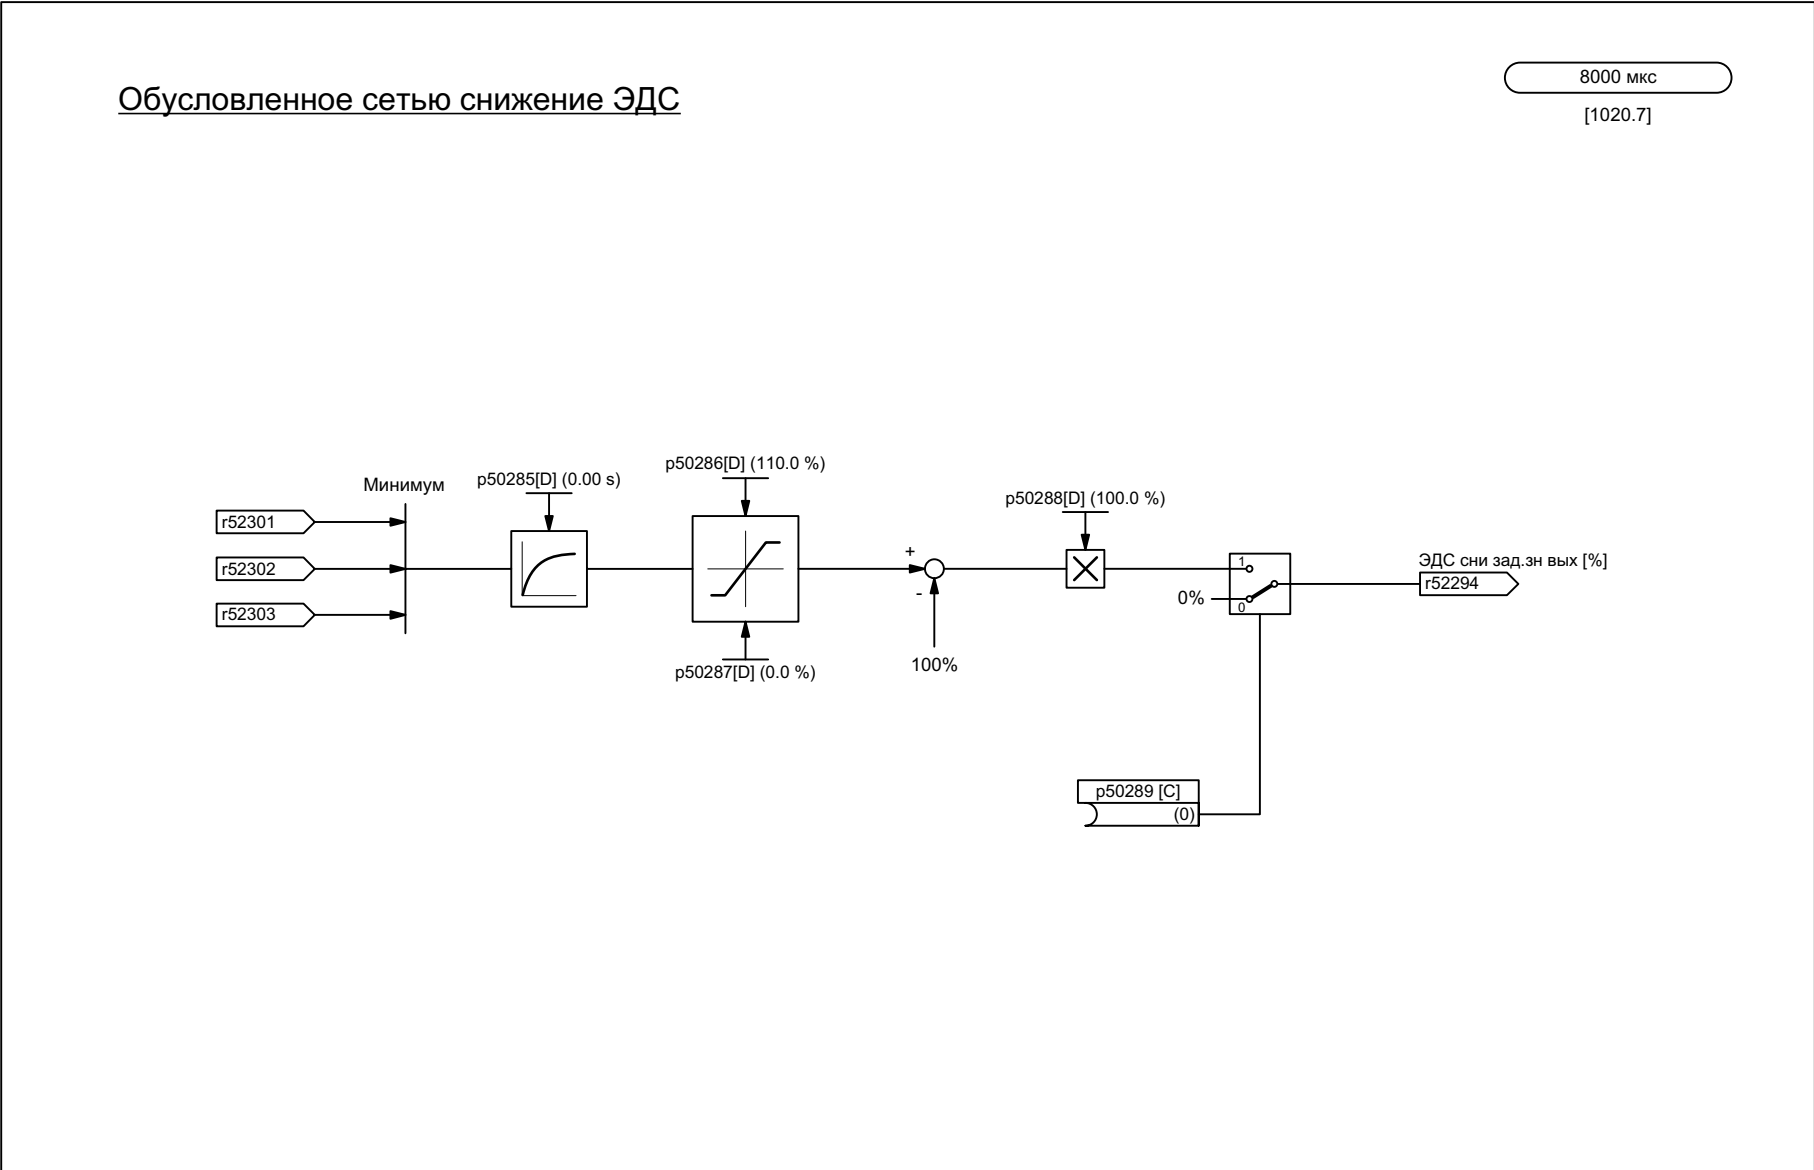 Обусловленное сетью снижение ЭДС
8000 мкс
[1020.7]
p50286[D] (110.0 %)
p50285[D] (0.00 s)
Минимум
p50288[D] (100.0 %)
r52301
r52302
r52303
+
-
100%
p50287[D] (0.0 %)
1
0
0%
ЭДС сни зад.зн вых [%]
r52294
p50289 [C]
(0)